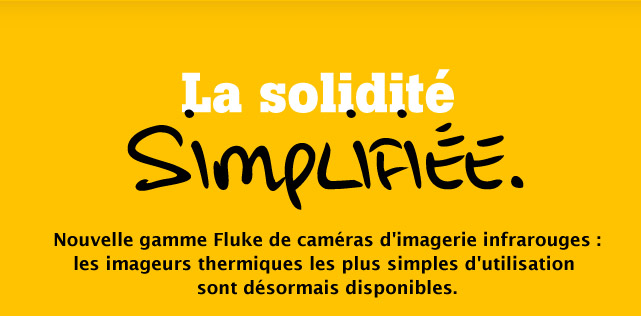 La solidité
SIMPLIFIÉE.
Nouvelle gamme Fluke de caméras d'imagerie infrarouges :
les imageurs thermiques les plus simples d'utilisation
sont désormais disponibles.